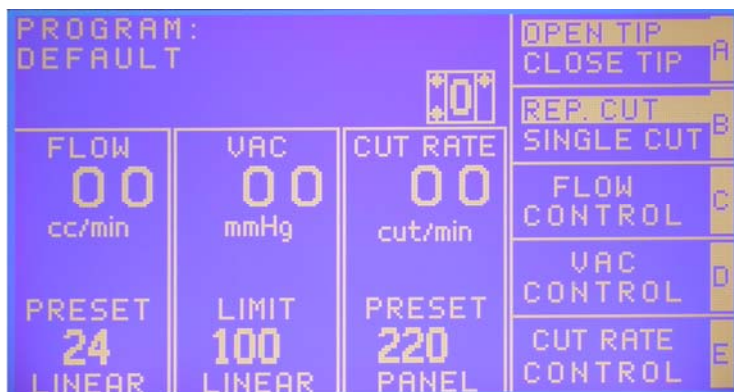 PROGRAM:
DEFAULT
0
FLOW
00
cc/min
PRESET
24
LINEAR
VAC
00
mmHg
LIMIT
100
LINEAR
CUT RATE
00
cut/min
PRESET
220
PANEL
OPEN TIP
CLOSE TIP
A
REP. CUT
SINGLE CUT
B
FLOW
CONTROL
C
VAC
CONTROL
D
CUT RATE
CONTROL
E